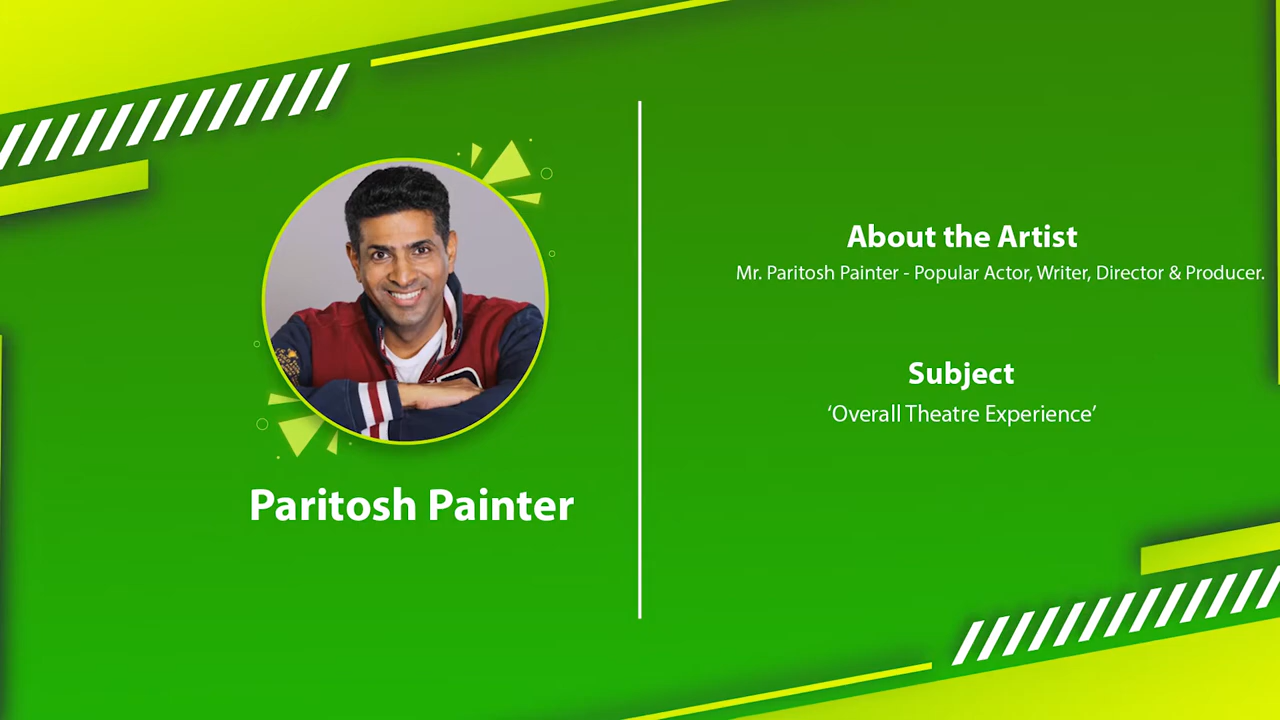 Paritosh Painter
About the Artist
Mr. Paritosh Painter - Popular Actor, Writer, Director & Producer.
Subject
‘Overall Theatre Experience’